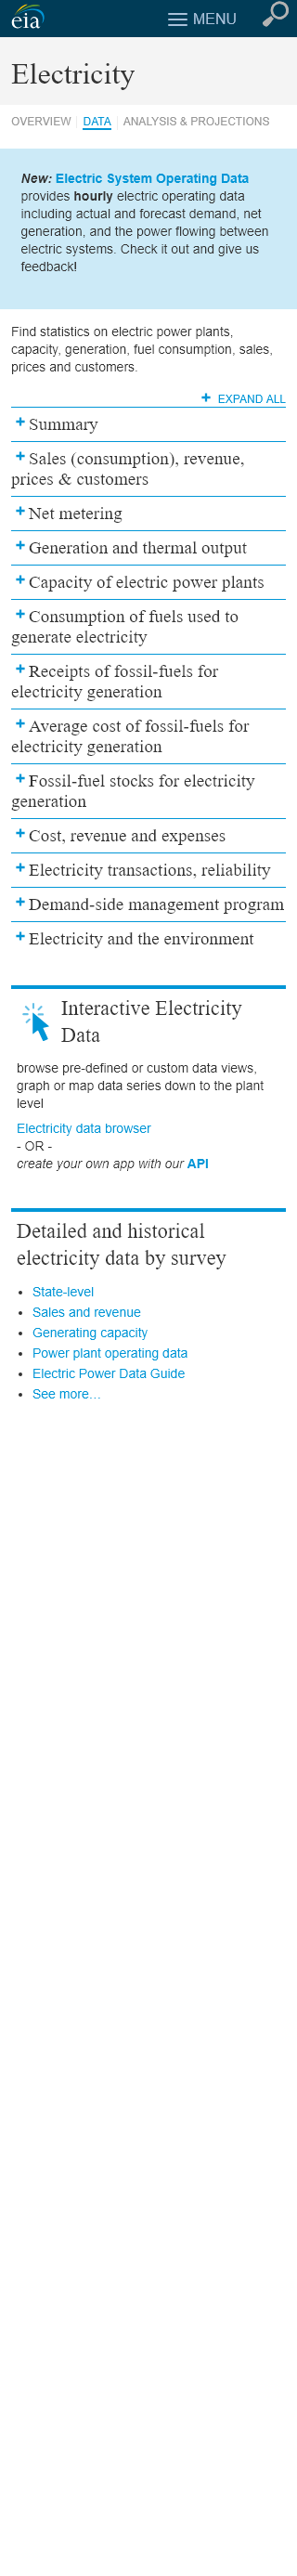 eia
MENU
Electricity
OVERVIEW DATA ANALYSIS & PROJECTIONS
New: Electric System Operating Data
provides hourly electric operating data
including actual and forecast demand, net
generation, and the power flowing between
electric systems. Check it out and give us
feedback!
Find statistics on electric power plants,
capacity, generation, fuel consumption, sales,
prices and customers.
+ EXPAND ALL
+ Summary
+ Sales (consumption), revenue,
prices & customers
+ Net metering
+ Generation and thermal output
+ Capacity of electric power plants
+ Consumption of fuels used to
generate electricity
+ Receipts of fossil-fuels for
electricity generation
+ Average cost of fossil-fuels for
electricity generation
+ Fossil-fuel stocks for electricity
generation
+ Cost, revenue and expenses
+ Electricity transactions, reliability
+ Demand-side management program
+ Electricity and the environment
Interactive Electricity
Data
browse pre-defined or custom data views,
graph or map data series down to the plant
level
Electricity data browser
- OR -
create your own app with our API
Detailed and historical
electricity data by survey
• State-level
• Sales and revenue
• Generating capacity
• Power plant operating data
• Electric Power Data Guide
• See more…